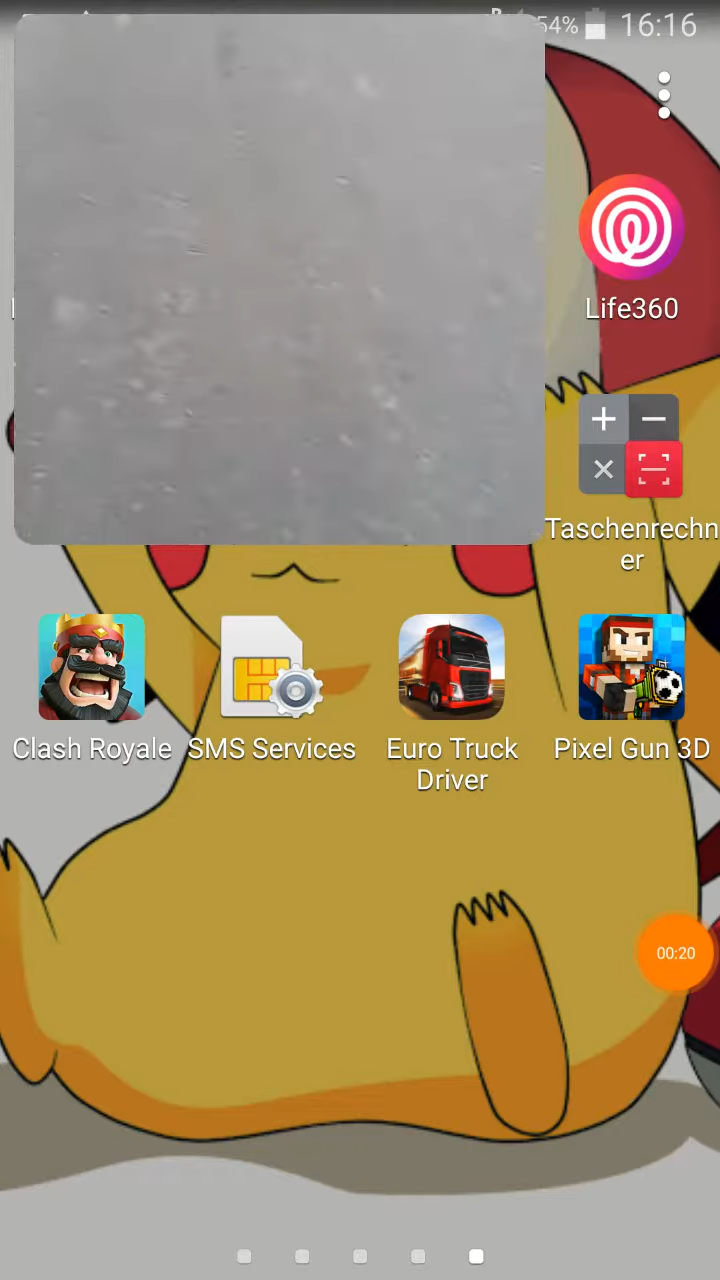 54% 16:16
Life360
Taschenrechn
er
Clash Royale
SMS Services
Euro Truck
Driver
Pixel Gun 3D
00:20